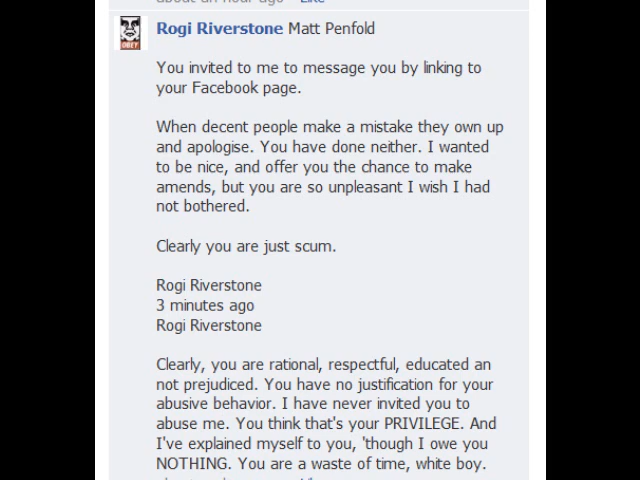 about an hour ago · Like
Rogi Riverstone Matt Penfold
You invited to me to message you by linking to
your Facebook page.
When decent people make a mistake they own up
and apologise. You have done neither. I wanted
to be nice, and offer you the chance to make
amends, but you are so unpleasant I wish I had
not bothered.
Clearly you are just scum.
Rogi Riverstone
3 minutes ago
Rogi Riverstone
Clearly, you are rational, respectful, educated an
not prejudiced. You have no justification for your
abusive behavior. I have never invited you to
abuse me. You think that's your PRIVILEGE. And
I've explained myself to you, 'though I owe you
NOTHING. You are a waste of time, white boy.